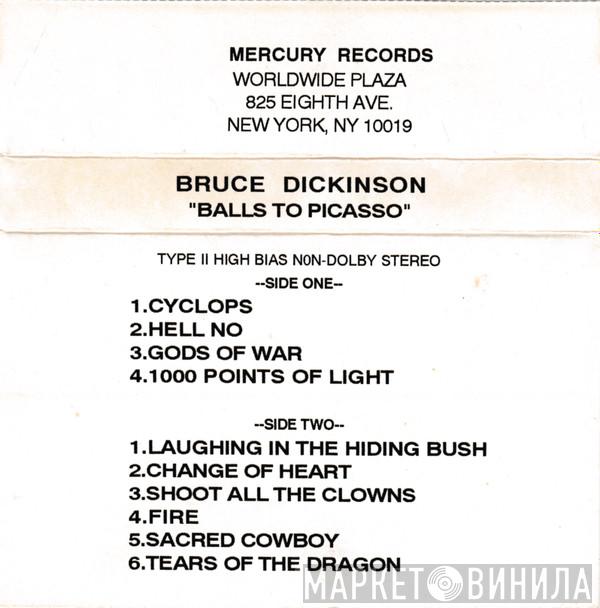 MERCURY RECORDS
WORLDWIDE PLAZA
825 EIGHTH AVE.
NEW YORK, NY 10019
BRUCE DICKINSON
"BALLS TO PICASSO"
TYPE II HIGH BIAS N0N-DOLBY STEREO
--SIDE ONE--
1.CYCLOPS
2.HELL NO
3.GODS OF WAR
4.1000 POINTS OF LIGHT
--SIDE TWO--
1.LAUGHING IN THE HIDING BUSH
2.CHANGE OF HEART
3.SHOOT ALL THE CLOWNS
4.FIRE
5.SACRED COWBOY
6.TEARS OF THE DRAGON
МАРКЕТ ВИНИЛА